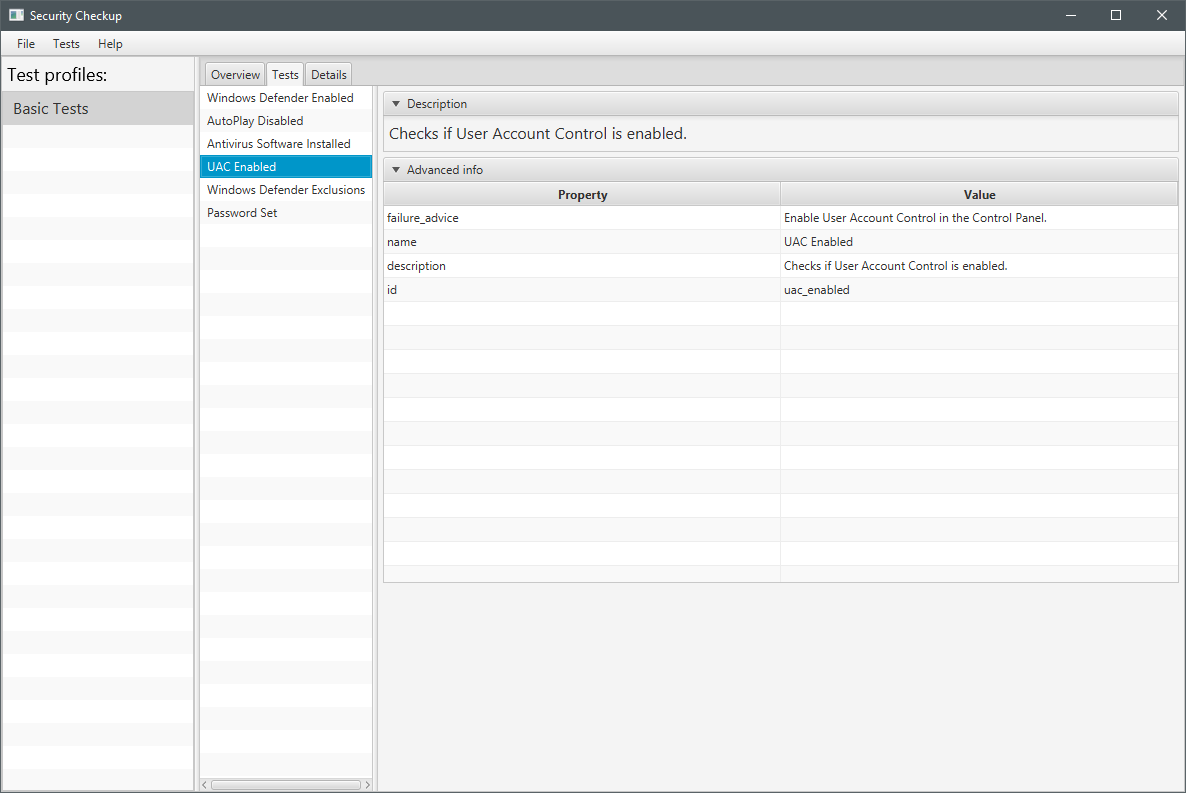 Security Checkup
File Tests Help
Test profiles:
Basic Tests
Overview Tests Details
Windows Defender Enabled
AutoPlay Disabled
Antivirus Software Installed
UAC Enabled
Windows Defender Exclusions
Password Set
Description
Checks if User Account Control is enabled.
Advanced info
Property Value
failure_advice Enable User Account Control in the Control Panel.
name UAC Enabled
description Checks if User Account Control is enabled.
id uac_enabled